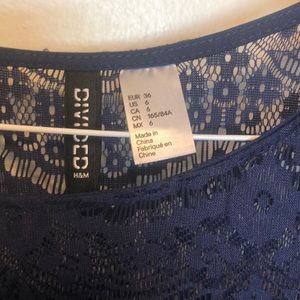 DIVIDED
H&M
EUR 36
US 6
CA 6
CN 165/84A
MX 6
Made in
China
Fabriqué en
Chine